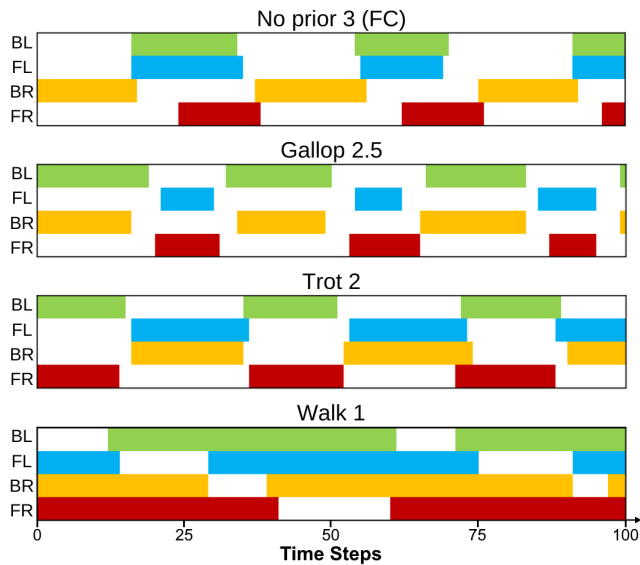 No prior 3 (FC)
BL
FL
BR
FR
Gallop 2.5
BL
FL
BR
FR
Trot 2
BL
FL
BR
FR
Walk 1
BL
FL
BR
FR
0 25 50 75 100
Time Steps